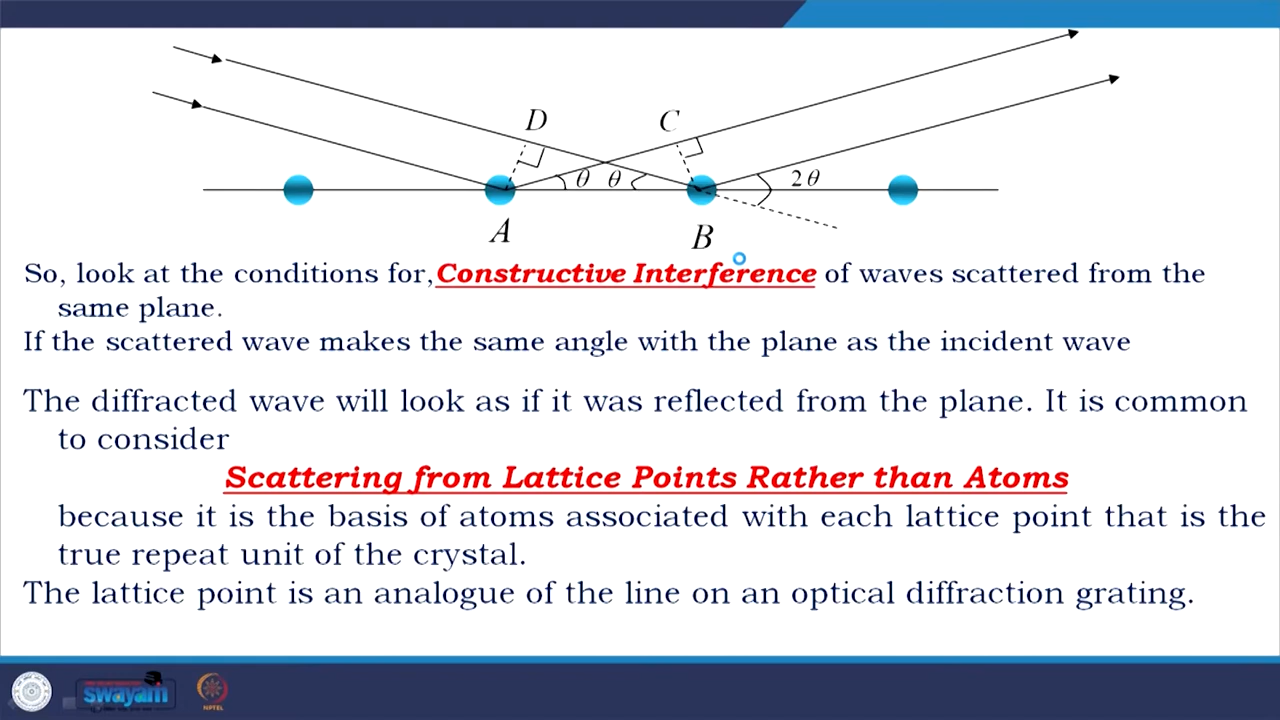 D C
θ θ 2θ
A B
So, look at the conditions for,Constructive Interference of waves scattered from the
same plane.
If the scattered wave makes the same angle with the plane as the incident wave
The diffracted wave will look as if it was reflected from the plane. It is common
to consider
Scattering from Lattice Points Rather than Atoms
because it is the basis of atoms associated with each lattice point that is the
true repeat unit of the crystal.
The lattice point is an analogue of the line on an optical diffraction grating.
swayam
NPTEL